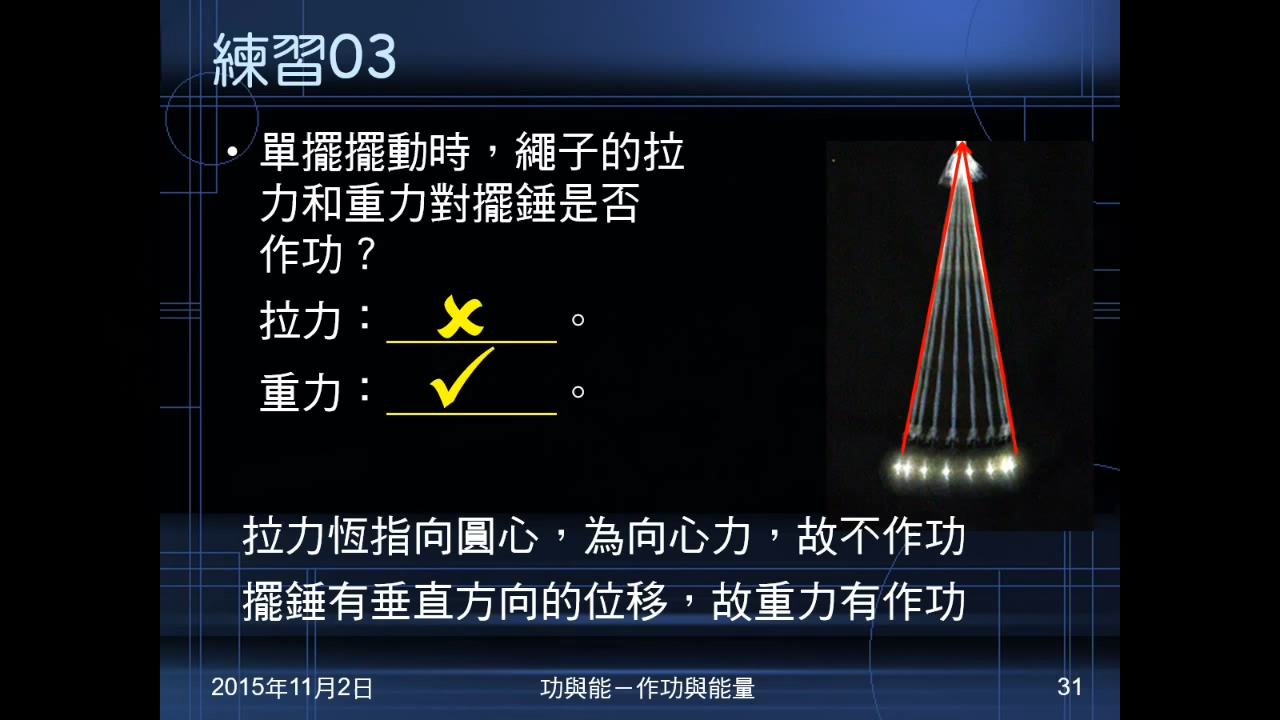 練習03
• 單擺擺動時，繩子的拉
力和重力對擺錘是否
作功？
拉力：✘。
重力：✓。
拉力恆指向圓心，為向心力，故不作功
擺錘有垂直方向的位移，故重力有作功
2015年11月2日
功與能－作功與能量
31